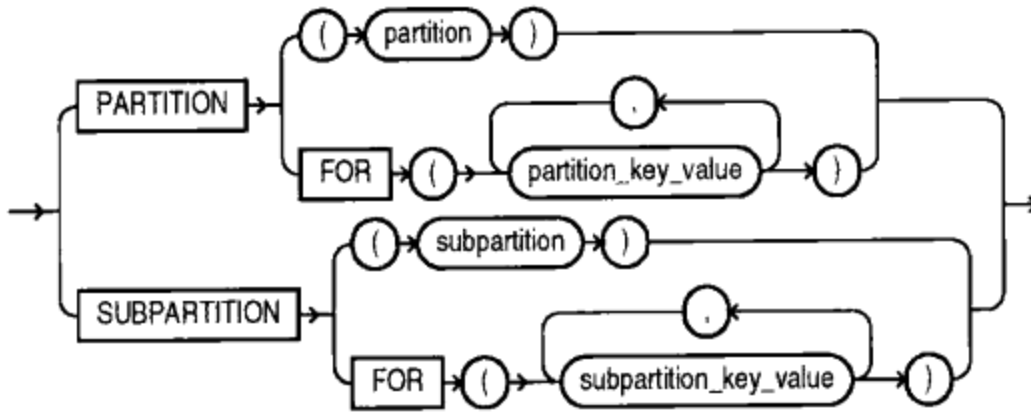 ( partition )
,
PARTITION
FOR ( partition_key_value )
( subpartition )
,
SUBPARTITION
FOR ( subpartition_key_value )